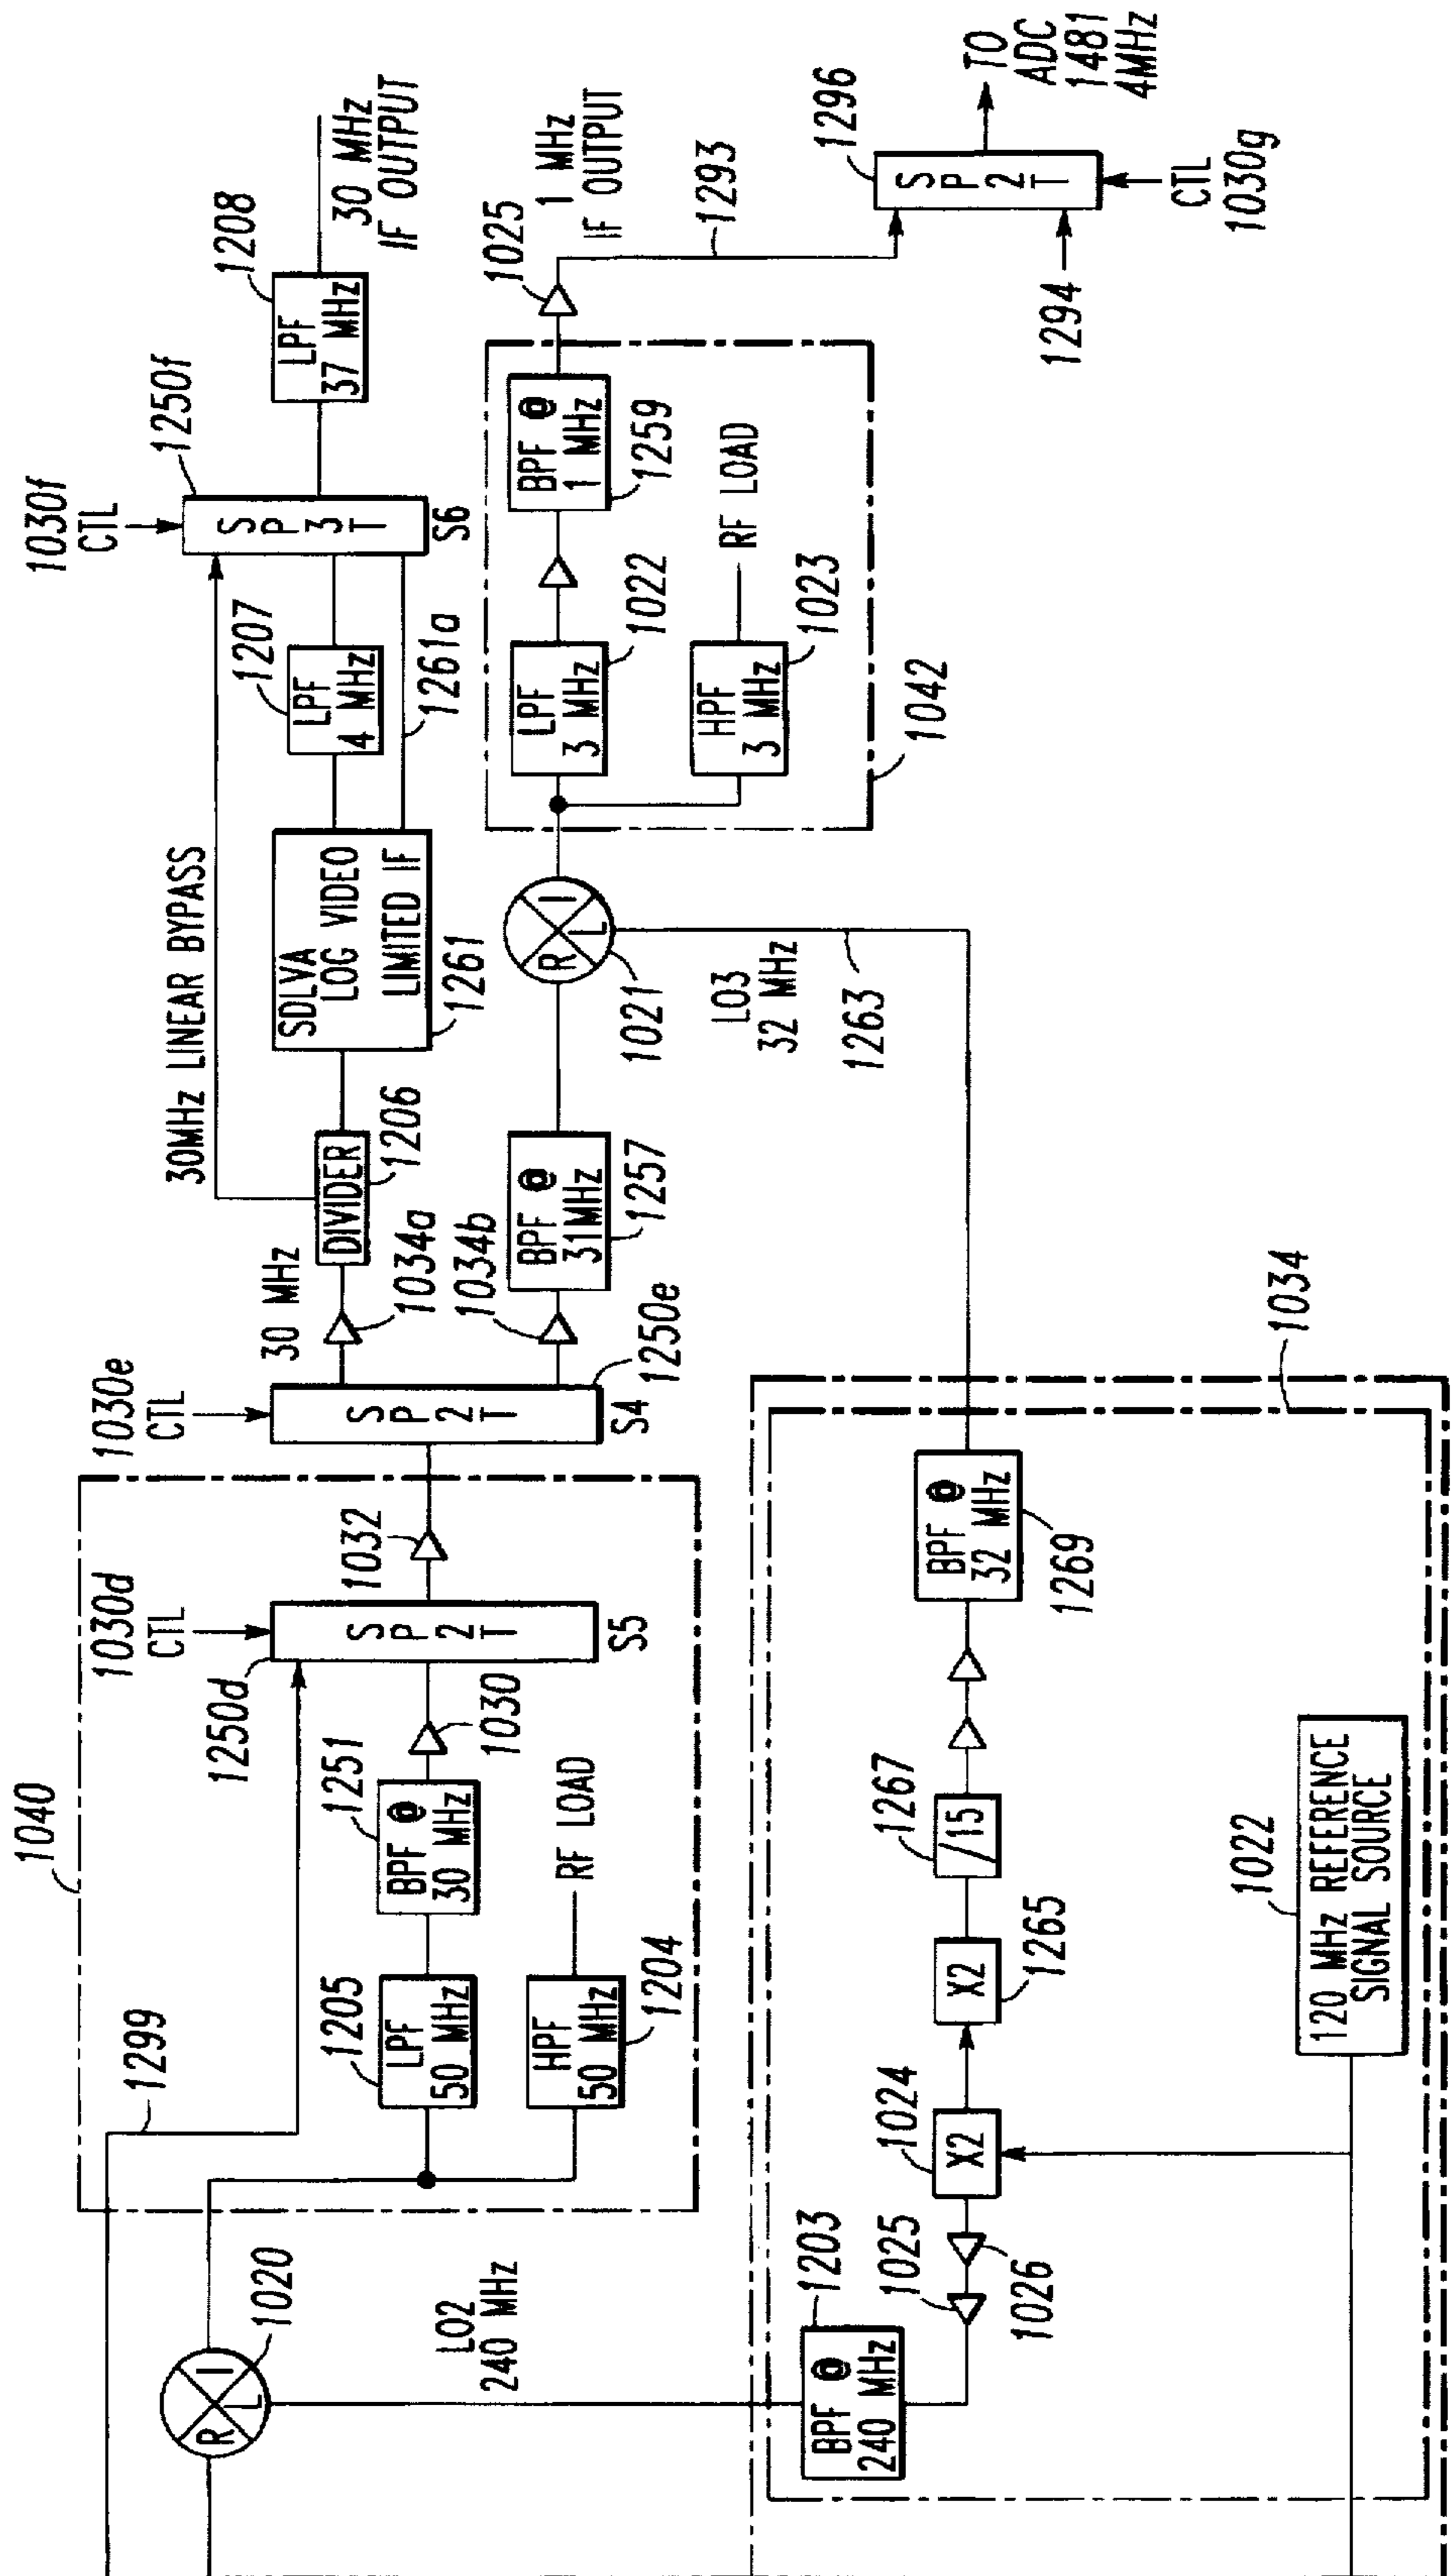 1040
1299
1030d
CTL
1250d
SP2T
S5
1205
LPF
50 MHz
1251
BPF @
30 MHz
1030
1032
HPF
50 MHz
1204
RF LOAD
R
I
L
1020
LO2
240 MHz
1030e
CTL
SP2T
S4
1250e
30 MHz
1034a
1034b
DIVIDER
1206
30MHz LINEAR BYPASS
SDLVA
LOG VIDEO
LIMITED IF
1261
1207
LPF
4 MHz
1261a
1030f
CTL
SP3T
S6
1250f
1208
LPF
37 MHz
30 MHz
IF OUTPUT
BPF @
31MHz
1257
R
I
L
1021
LO3
32 MHz
1263
LPF
3 MHz
1022
BPF @
1 MHz
1259
HPF
3 MHz
1023
RF LOAD
1042
1025
1 MHz
IF OUTPUT
1293
1296
SP2T
1294
CTL
1030g
TO
ADC
1481
4MHz
1203
BPF @
240 MHz
1025
1026
1024
X2
X2
1265
1267
/15
BPF @
32 MHz
1269
1034
1022
120 MHz REFERENCE
SIGNAL SOURCE